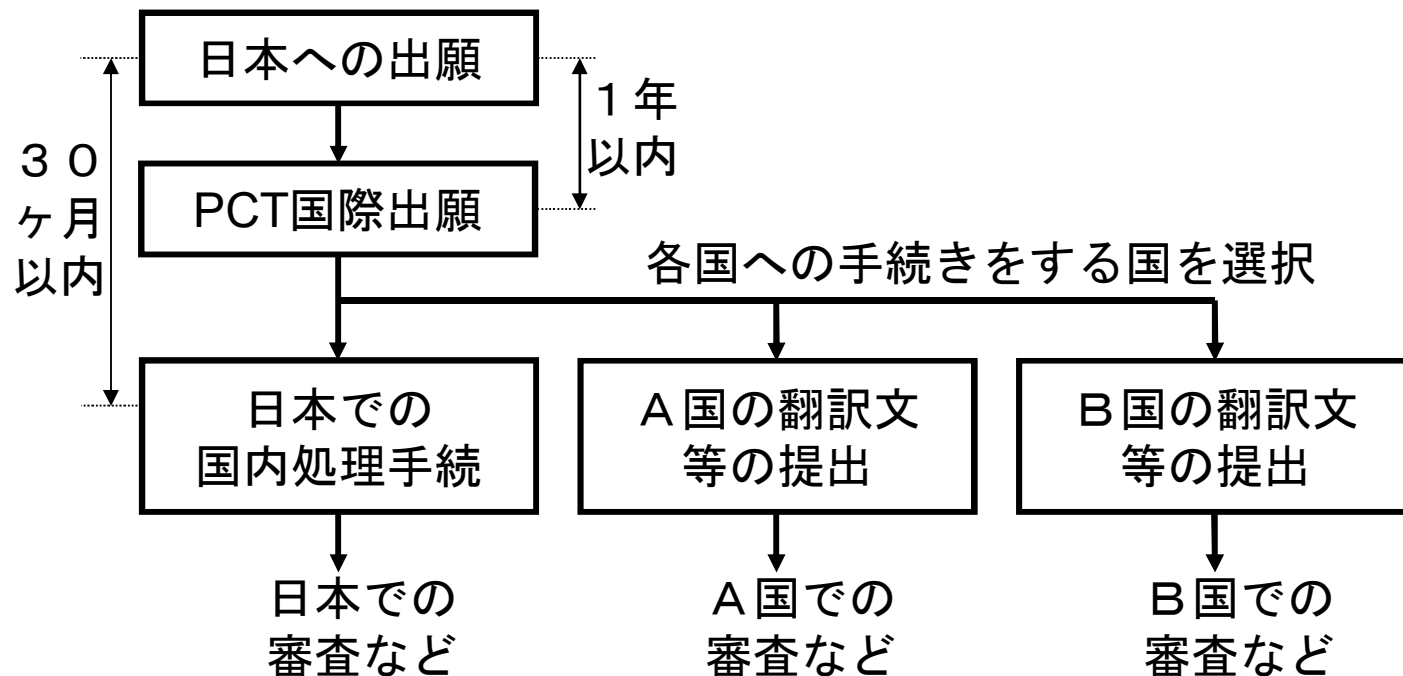 日本への出願
1年
以内
30
ヶ月
以内
PCT国際出願
各国への手続きをする国を選択
日本での
国内処理手続
A国の翻訳文
等の提出
B国の翻訳文
等の提出
日本での
審査など
A国での
審査など
B国での
審査など